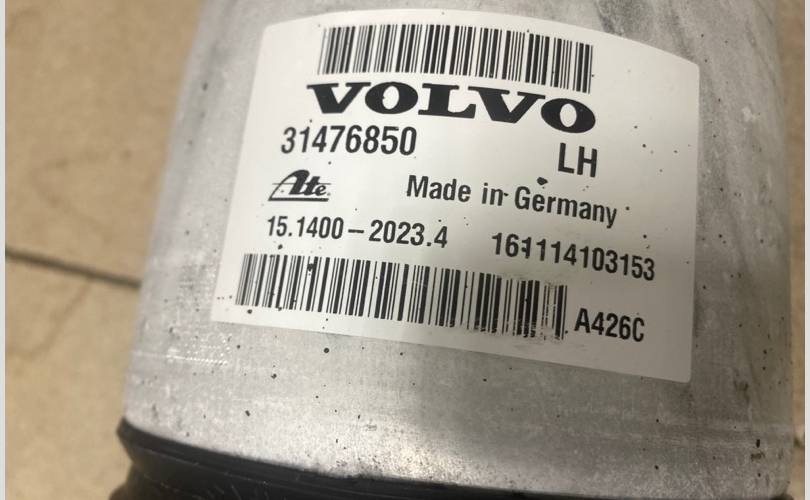 VOLVO
31476850
LH
Ate
Made in Germany
15.1400-2023.4 161114103153
A426C